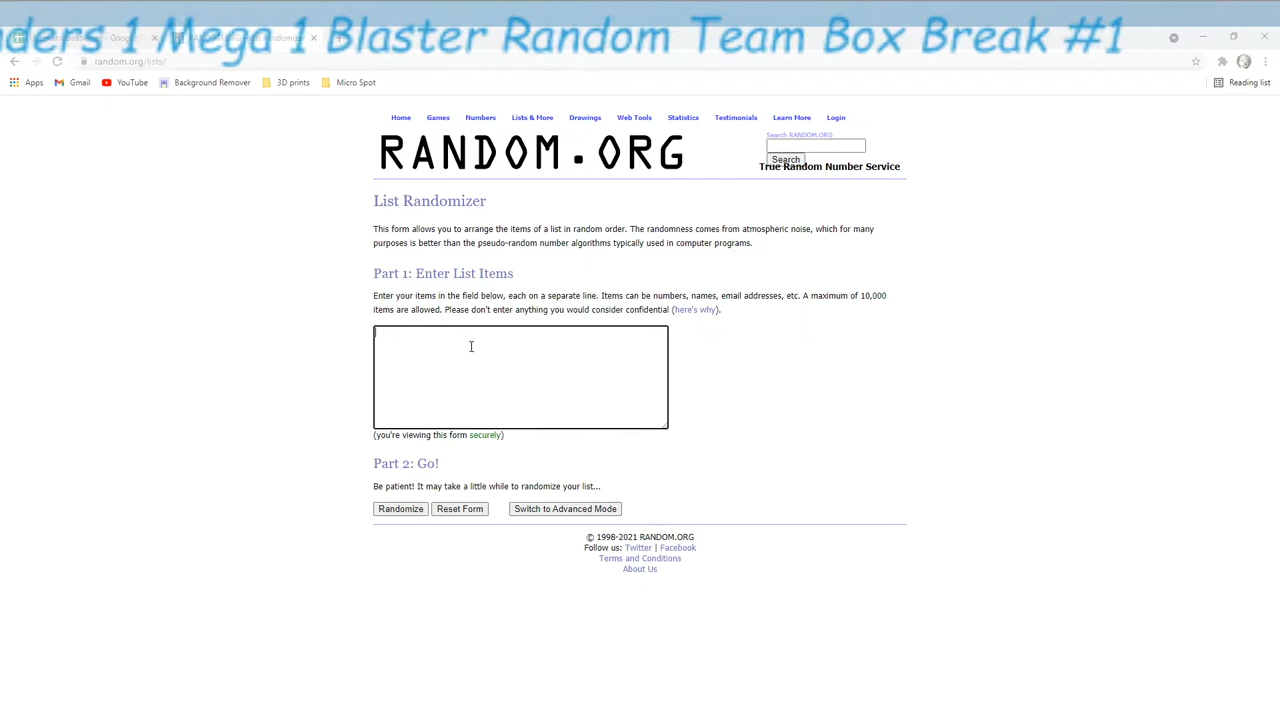 ders 1 Mega 1 Blaster Random Team Box Break #1
random.org/lists/
Apps Gmail YouTube Background Remover 3D prints Micro Spot Reading list
Home Games Numbers Lists & More Drawings Web Tools Statistics Testimonials Learn More Login
RANDOM.ORG
Search RANDOM.ORG
Search
True Random Number Service
List Randomizer
This form allows you to arrange the items of a list in random order. The randomness comes from atmospheric noise, which for many
purposes is better than the pseudo-random number algorithms typically used in computer programs.
Part 1: Enter List Items
Enter your items in the field below, each on a separate line. Items can be numbers, names, email addresses, etc. A maximum of 10,000
items are allowed. Please don't enter anything you would consider confidential (here's why).
(you're viewing this form securely)
Part 2: Go!
Be patient! It may take a little while to randomize your list...
Randomize Reset Form Switch to Advanced Mode
© 1998-2021 RANDOM.ORG
Follow us: Twitter | Facebook
Terms and Conditions
About Us